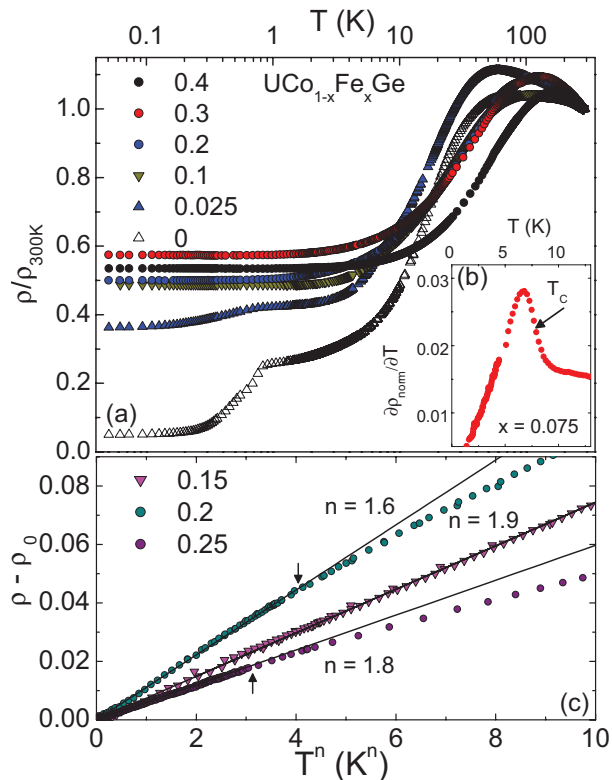 T (K)
0.1 1 10 100
UCo1-xFexGe
0.4
0.3
0.2
0.1
0.025
0
1.0
0.8
0.6
0.4
0.2
0.0
ρ/ρ300K
(a)
T (K)
0 5 10
(b)
0.03
0.02
0.01
∂ρnorm/∂T
TC
x = 0.075
0.15
0.2
0.25
n = 1.6
n = 1.9
n = 1.8
0.08
0.06
0.04
0.02
0.00
ρ - ρ0
(c)
0 2 4 6 8 10
Tn (Kn)